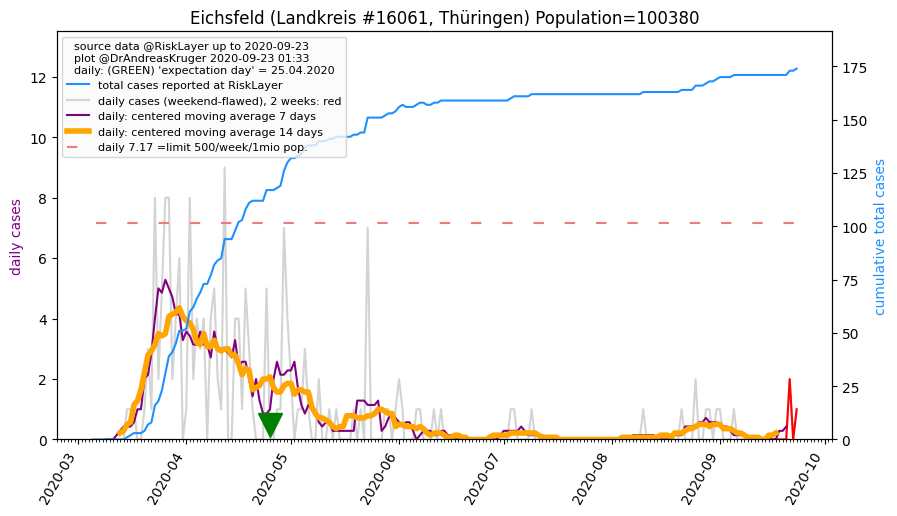 Eichsfeld (Landkreis #16061, Thüringen) Population=100380
source data @RiskLayer up to 2020-09-23
plot @DrAndreasKruger 2020-09-23 01:33
daily: (GREEN) 'expectation day' = 25.04.2020
total cases reported at RiskLayer
daily cases (weekend-flawed), 2 weeks: red
daily: centered moving average 7 days
daily: centered moving average 14 days
daily 7.17 =limit 500/week/1mio pop.
daily cases
12
10
8
6
4
2
0
cumulative total cases
175
150
125
100
75
50
25
0
2020-03
2020-04
2020-05
2020-06
2020-07
2020-08
2020-09
2020-10